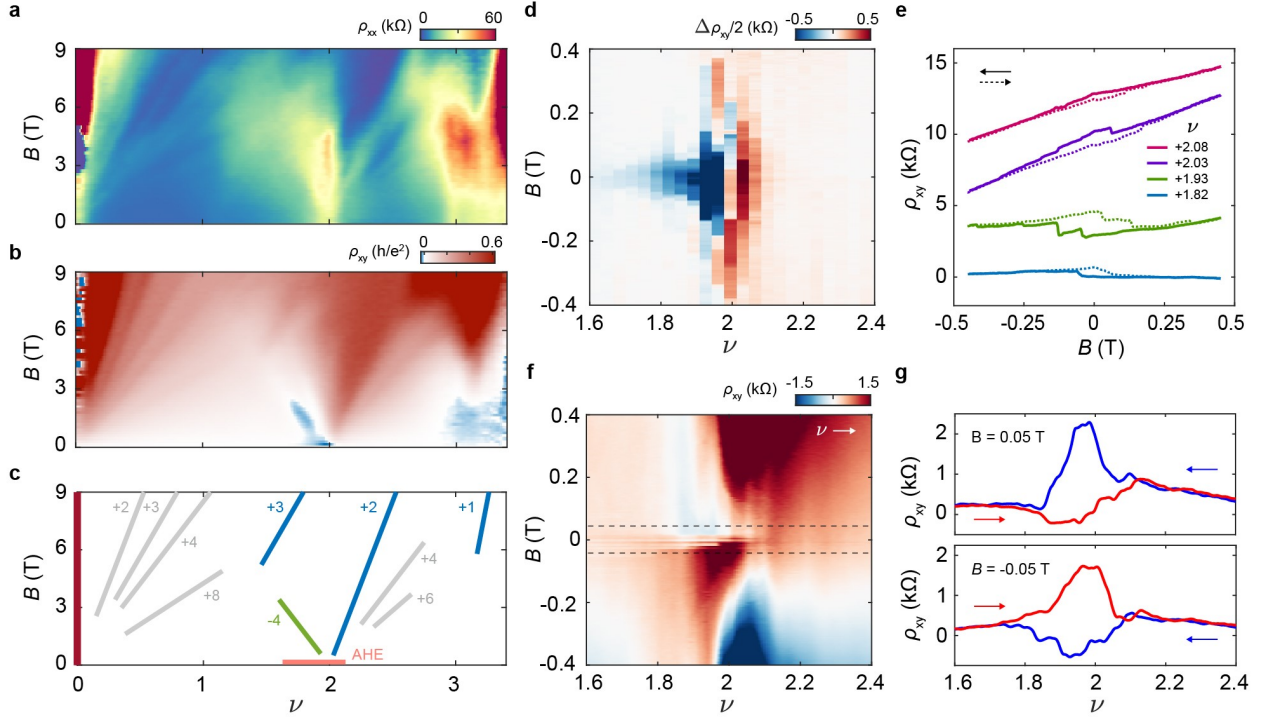 a
ρxx (kΩ)
0 60
B (T)
9
6
3
0
b
ρxy (h/e²)
0 0.6
B (T)
9
6
3
0
c
B (T)
9
6
3
0
+2 +3 +4 +8 +3 -4 +2 +4 +6 +1
AHE
0 1 2 3
ν
d
Δρxy/2 (kΩ)
-0.5 0.5
B (T)
0.4
0.2
0
-0.2
-0.4
1.6 1.8 2 2.2 2.4
ν
e
ρxy (kΩ)
15
10
5
0
ν
+2.08
+2.03
+1.93
+1.82
-0.5 -0.25 0 0.25 0.5
B (T)
f
ρxy (kΩ)
-1.5 1.5
ν →
B (T)
0.4
0.2
0
-0.2
-0.4
1.6 1.8 2 2.2 2.4
ν
g
B = 0.05 T
ρxy (kΩ)
2
1
0
B = -0.05 T
ρxy (kΩ)
2
1
0
1.6 1.8 2 2.2 2.4
ν